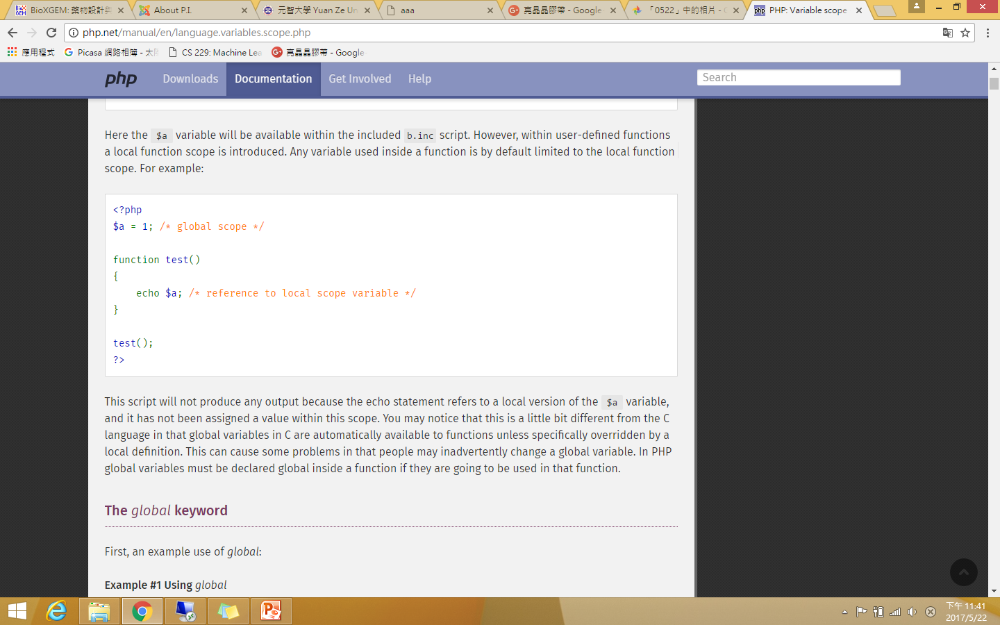 BioXGEM: 藥物設計與
About P.I.
元智大學 Yuan Ze Un
aaa
亮晶晶膠帶 - Google
「0522」中的相片 - G
PHP: Variable scope
php.net/manual/en/language.variables.scope.php
應用程式
Picasa 網路相簿 - 太
CS 229: Machine Lea
亮晶晶膠帶 - Google
php
Downloads
Documentation
Get Involved
Help
Search
Here the $a variable will be available within the included b.inc script. However, within user-defined functions
a local function scope is introduced. Any variable used inside a function is by default limited to the local function
scope. For example:
<?php
$a = 1; /* global scope */
function test()
{
echo $a; /* reference to local scope variable */
}
test();
?>
This script will not produce any output because the echo statement refers to a local version of the $a variable,
and it has not been assigned a value within this scope. You may notice that this is a little bit different from the C
language in that global variables in C are automatically available to functions unless specifically overridden by a
local definition. This can cause some problems in that people may inadvertently change a global variable. In PHP
global variables must be declared global inside a function if they are going to be used in that function.
The global keyword
First, an example use of global:
Example #1 Using global
下午 11:41
2017/5/22